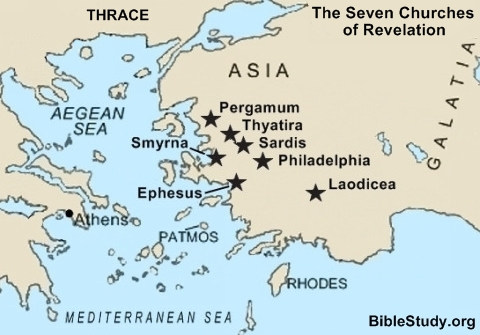 THRACE
The Seven Churches
of Revelation
ASIA
GALATIA
AEGEAN
SEA
Pergamum
Thyatira
Sardis
Smyrna
Philadelphia
Ephesus
Laodicea
Athens
PATMOS
RHODES
MEDITERRANEAN SEA
BibleStudy.org